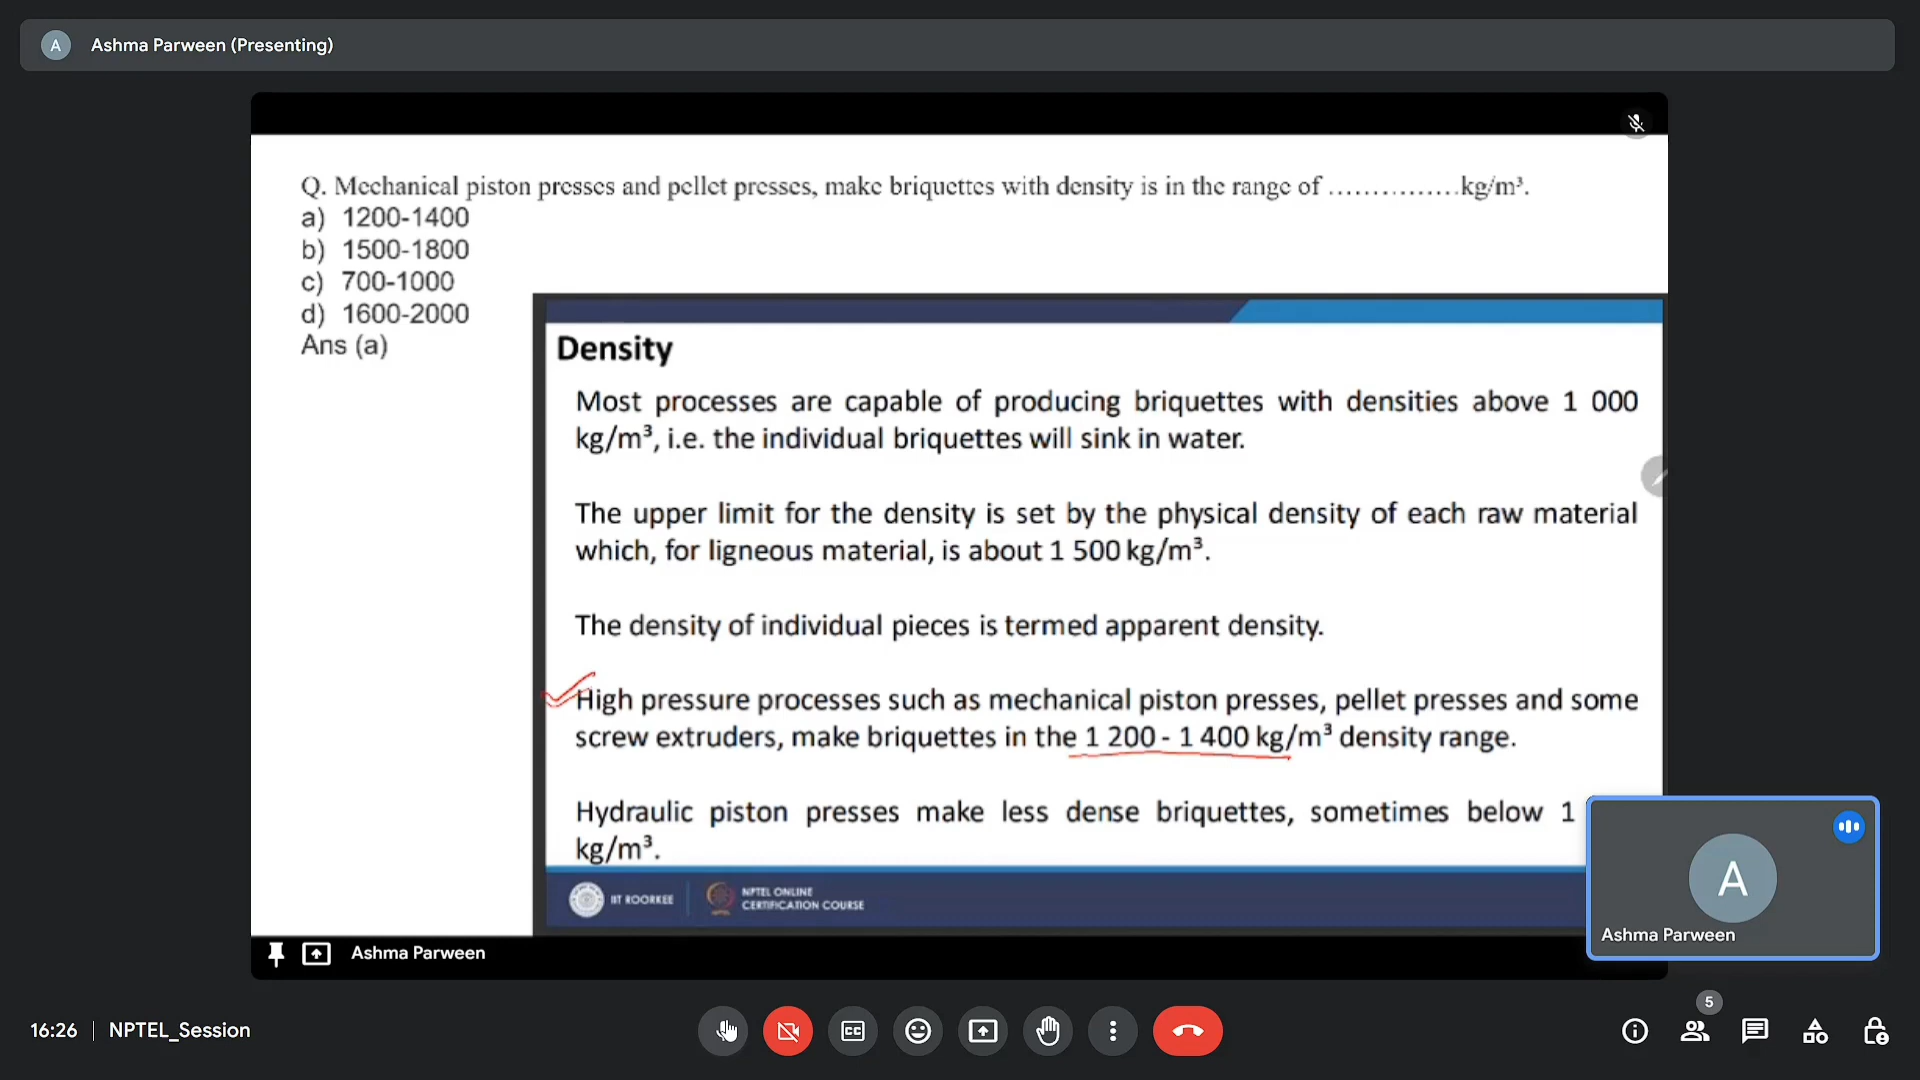 A Ashma Parween (Presenting)
Q. Mechanical piston presses and pellet presses, make briquettes with density is in the range of ...............kg/m³.
a) 1200-1400
b) 1500-1800
c) 700-1000
d) 1600-2000
Ans (a)
Density
Most processes are capable of producing briquettes with densities above 1 000
kg/m³, i.e. the individual briquettes will sink in water.
The upper limit for the density is set by the physical density of each raw material
which, for ligneous material, is about 1 500 kg/m³.
The density of individual pieces is termed apparent density.
High pressure processes such as mechanical piston presses, pellet presses and some
screw extruders, make briquettes in the 1 200 - 1 400 kg/m³ density range.
Hydraulic piston presses make less dense briquettes, sometimes below 1
kg/m³.
IIT ROORKEE
NPTEL ONLINE
CERTIFICATION COURSE
A
Ashma Parween
Ashma Parween
16:26 | NPTEL_Session
CC
5